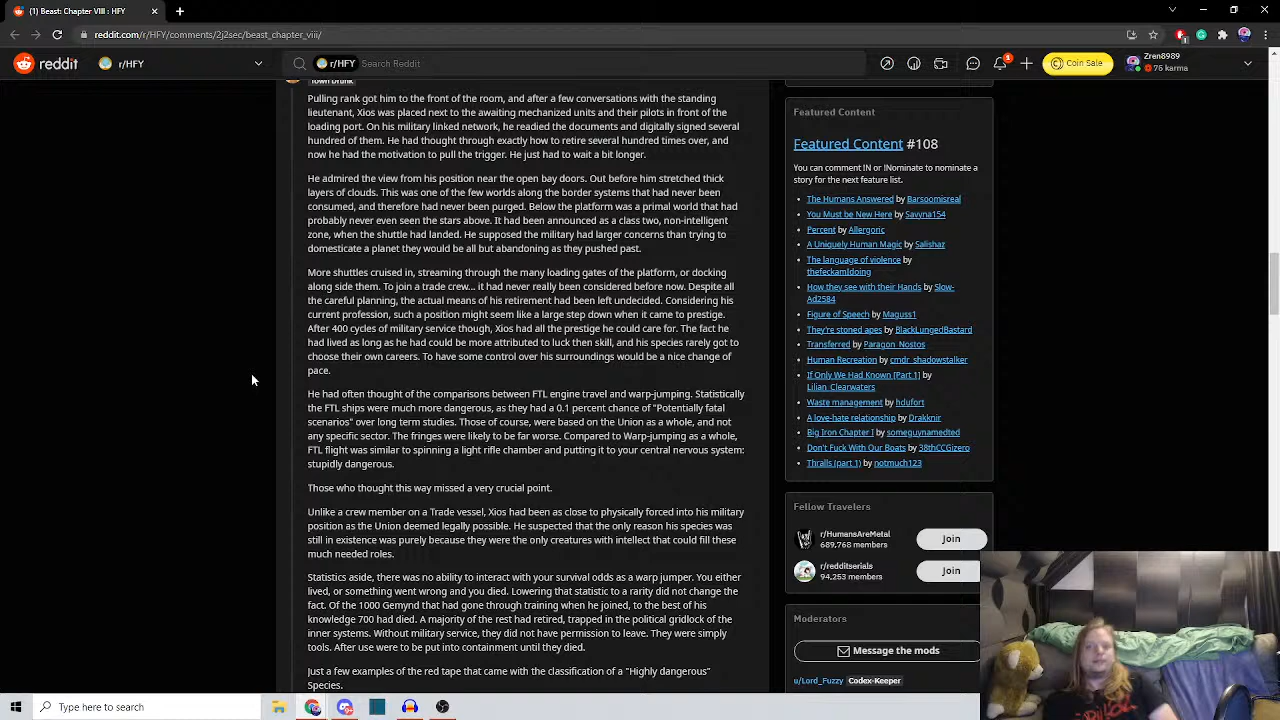 (1) Beast: Chapter VIII : HFY
reddit.com/r/HFY/comments/2j2sec/beast_chapter_viii/
reddit
r/HFY
r/HFY
Search Reddit
1
Coin Sale
Zren8989
75 karma
Town Drunk
Pulling rank got him to the front of the room, and after a few conversations with the standing
lieutenant, Xios was placed next to the awaiting mechanized units and their pilots in front of the
loading port. On his military linked network, he readied the documents and digitally signed several
hundred of them. He had thought through exactly how to retire several hundred times over, and
now he had the motivation to pull the trigger. He just had to wait a bit longer.
He admired the view from his position near the open bay doors. Out before him stretched thick
layers of clouds. This was one of the few worlds along the border systems that had never been
consumed, and therefore had never been purged. Below the platform was a primal world that had
probably never even seen the stars above. It had been announced as a class two, non-intelligent
zone, when the shuttle had landed. He supposed the military had larger concerns than trying to
domesticate a planet they would be all but abandoning as they pushed past.
More shuttles cruised in, streaming through the many loading gates of the platform, or docking
along side them. To join a trade crew... it had never really been considered before now. Despite all
the careful planning, the actual means of his retirement had been left undecided. Considering his
current profession, such a position might seem like a large step down when it came to prestige.
After 400 cycles of military service though, Xios had all the prestige he could care for. The fact he
had lived as long as he had could be more attributed to luck then skill, and his species rarely got to
choose their own careers. To have some control over his surroundings would be a nice change of
pace.
He had often thought of the comparisons between FTL engine travel and warp-jumping. Statistically
the FTL ships were much more dangerous, as they had a 0.1 percent chance of "Potentially fatal
scenarios" over long term studies. Those of course, were based on the Union as a whole, and not
any specific sector. The fringes were likely to be far worse. Compared to Warp-jumping as a whole,
FTL flight was similar to spinning a light rifle chamber and putting it to your central nervous system:
stupidly dangerous.
Those who thought this way missed a very crucial point.
Unlike a crew member on a Trade vessel, Xios had been as close to physically forced into his military
position as the Union deemed legally possible. He suspected that the only reason his species was
still in existence was purely because they were the only creatures with intellect that could fill these
much needed roles.
Statistics aside, there was no ability to interact with your survival odds as a warp jumper. You either
lived, or something went wrong and you died. Lowering that statistic to a rarity did not change the
fact. Of the 1000 Gemynd that had gone through training when he joined, to the best of his
knowledge 700 had died. A majority of the rest had retired, trapped in the political gridlock of the
inner systems. Without military service, they did not have permission to leave. They were simply
tools. After use were to be put into containment until they died.
Just a few examples of the red tape that came with the classification of a "Highly dangerous"
Species.
Featured Content
Featured Content #108
You can comment !N or !Nominate to nominate a
story for the next feature list.
The Humans Answered by Barsoomisreal
You Must be New Here by Savyna154
Percent by Allergoric
A Uniquely Human Magic by Salishaz
The language of violence by
thefeckamIdoing
How they see with their Hands by Slow-
Ad2584
Figure of Speech by Maguss1
They're stoned apes by BlackLungedBastard
Transferred by Paragon_Nostos
Human Recreation by cmdr_shadowstalker
If Only We Had Known [Part 1] by
Lilian_Clearwaters
Waste management by hdufort
A love-hate relationship by Drakknir
Big Iron Chapter I by someguynamedted
Don't Fuck With Our Boats by 38thCCGizero
Thralls (part 1) by notmuch123
Fellow Travelers
r/HumansAreMetal
689,768 members
Join
r/redditserials
94,253 members
Join
Moderators
Message the mods
u/Lord_Fuzzy Codex-Keeper
Type here to search